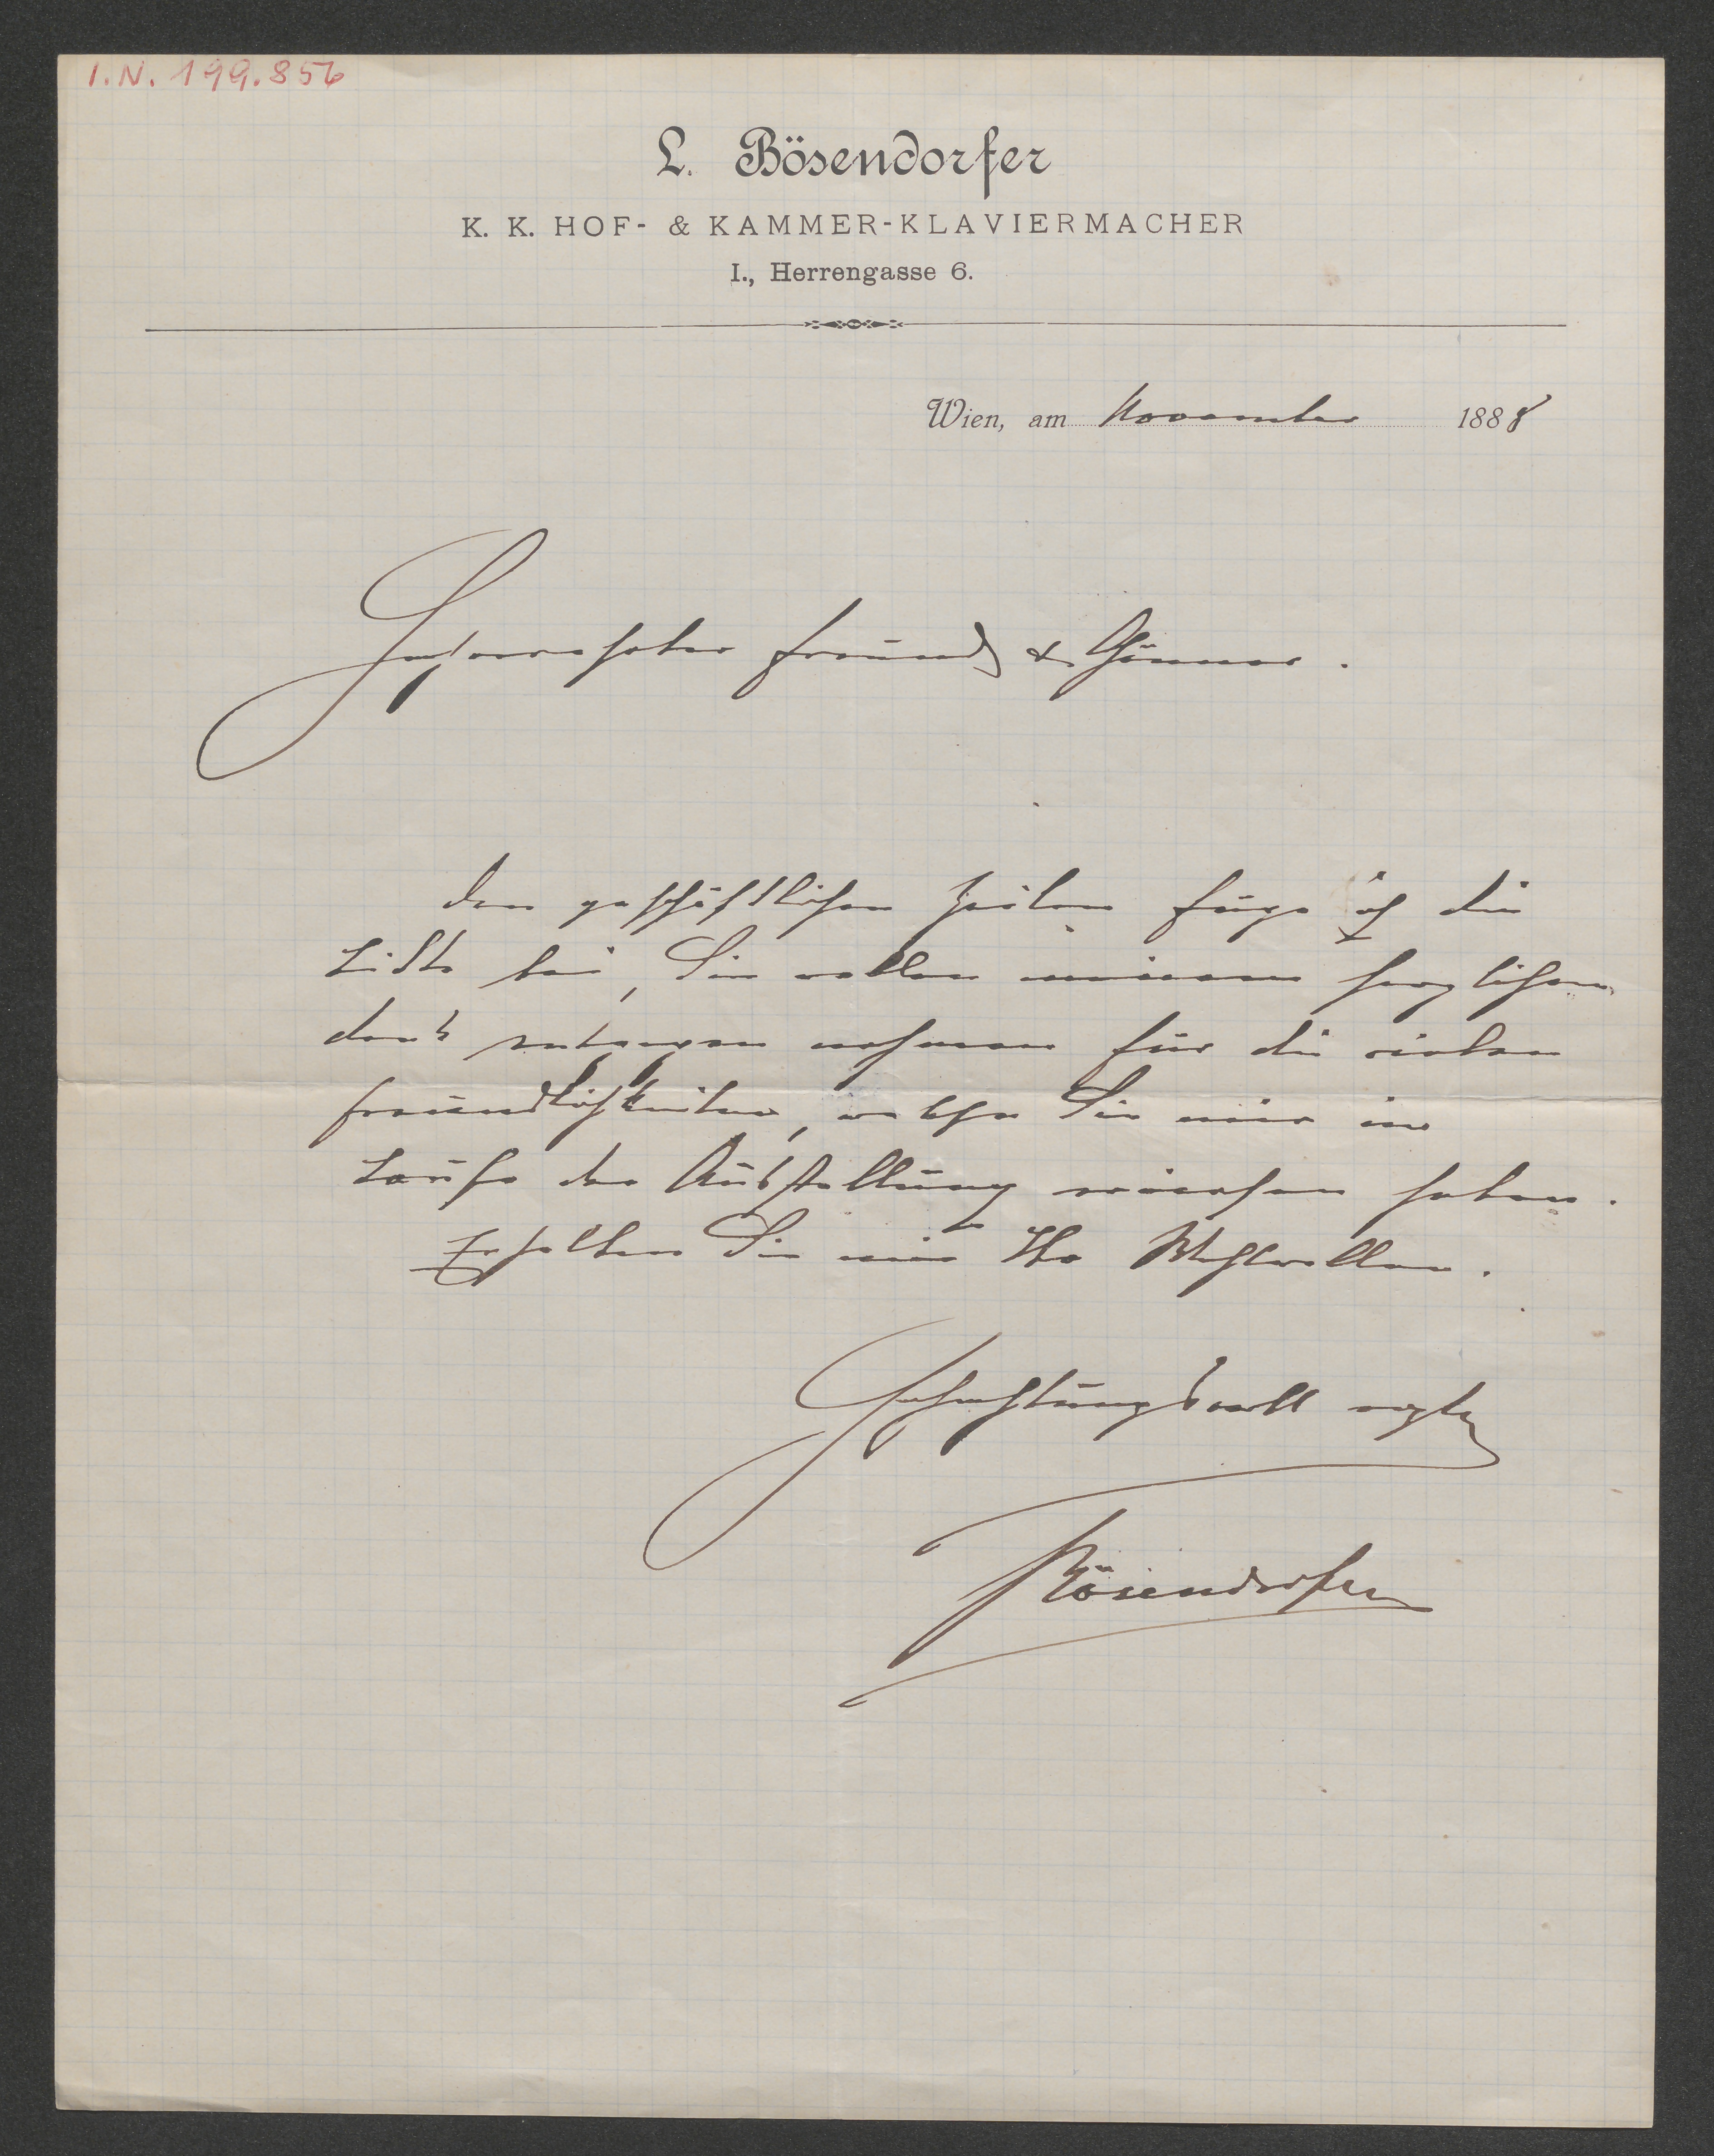 I.N. 199.856
L. Bösendorfer
K. K. HOF- & KAMMER-KLAVIERMACHER
I., Herrengasse 6.
Wien, am November 1888
Hochverehrter Freund & Gönner.
Den geschäftlichen Zeilen füge ich die
Bitte bei, Sie wollen meinen herzlichen
Dank entgegen nehmen für die vielen
Freundlichkeiten, welche Sie mir im
Laufe der Ausstellung erwiesen haben.
Erhalten Sie mir Ihr Wohlwollen.
Hochachtungsvoll ergb
Bösendorfer